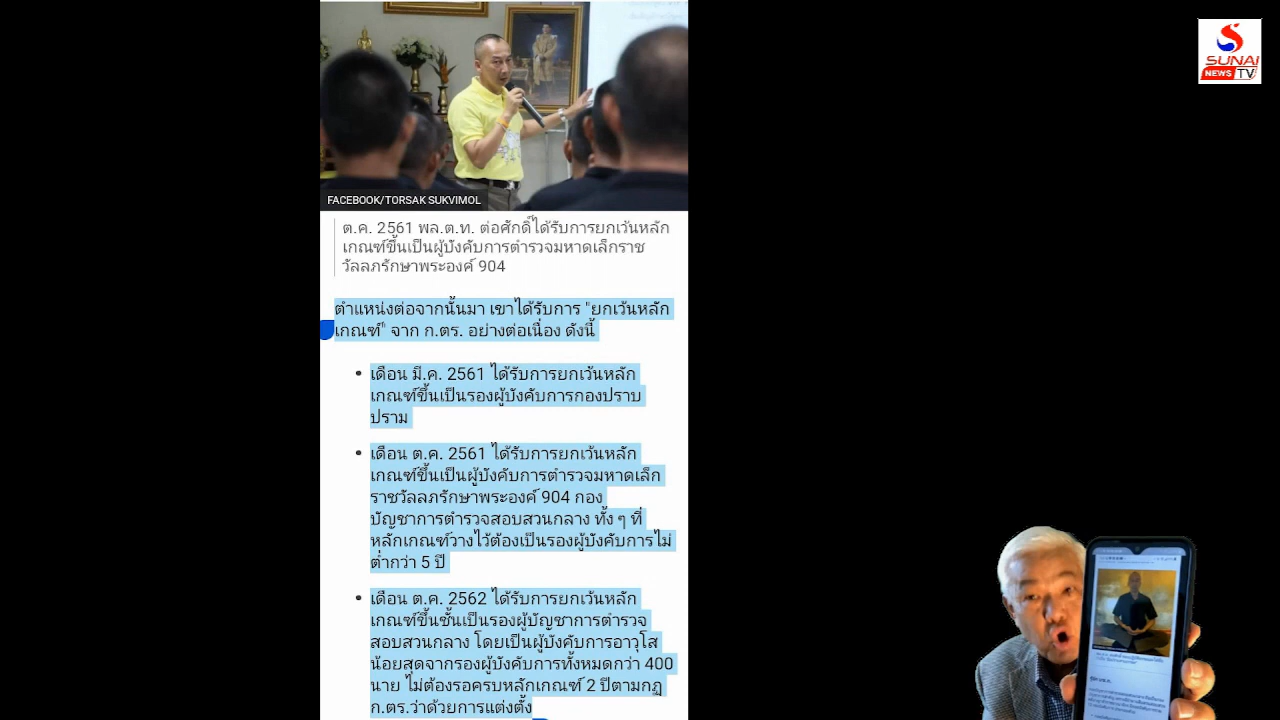 SUNAI
NEWS TV
FACEBOOK/TORSAK SUKVIMOL
ต.ค. 2561 พล.ต.ท. ต่อศักดิ์ได้รับการยกเว้นหลัก
เกณฑ์ขึ้นเป็นผู้บังคับการตำรวจมหาดเล็กราช
วัลลภรักษาพระองค์ 904
ตำแหน่งต่อจากนั้นมา เขาได้รับการ "ยกเว้นหลัก
เกณฑ์" จาก ก.ตร. อย่างต่อเนื่อง ดังนี้
• เดือน มี.ค. 2561 ได้รับการยกเว้นหลัก
เกณฑ์ขึ้นเป็นรองผู้บังคับการกองปราบ
ปราม
• เดือน ต.ค. 2561 ได้รับการยกเว้นหลัก
เกณฑ์ขึ้นเป็นผู้บังคับการตำรวจมหาดเล็ก
ราชวัลลภรักษาพระองค์ 904 กอง
บัญชาการตำรวจสอบสวนกลาง ทั้ง ๆ ที่
หลักเกณฑ์วางไว้ต้องเป็นรองผู้บังคับการไม่
ต่ำกว่า 5 ปี
• เดือน ต.ค. 2562 ได้รับการยกเว้นหลัก
เกณฑ์ขึ้นชั้นเป็นรองผู้บัญชาการตำรวจ
สอบสวนกลาง โดยเป็นผู้บังคับการอาวุโส
น้อยสุดจากรองผู้บังคับการทั้งหมดกว่า 400
นาย ไม่ต้องรอครบหลักเกณฑ์ 2 ปีตามกฎ
ก.ตร.ว่าด้วยการแต่งตั้ง